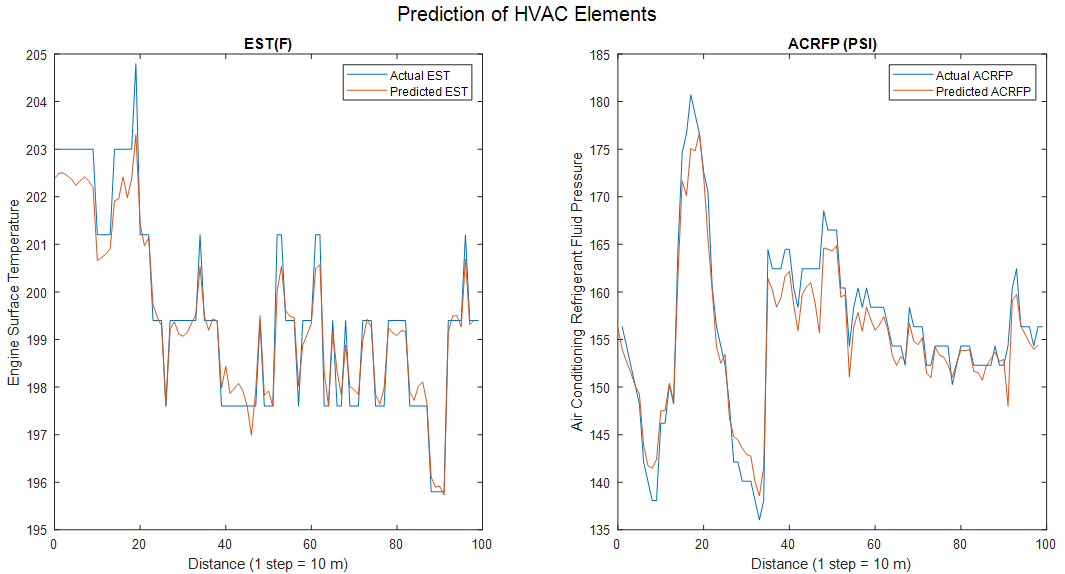 Prediction of HVAC Elements
EST(F)
Actual EST
Predicted EST
205
204
203
202
201
200
199
198
197
196
195
Engine Surface Temperature
0 20 40 60 80 100
Distance (1 step = 10 m)
ACRFP (PSI)
Actual ACRFP
Predicted ACRFP
185
180
175
170
165
160
155
150
145
140
135
Air Conditioning Refrigerant Fluid Pressure
0 20 40 60 80 100
Distance (1 step = 10 m)